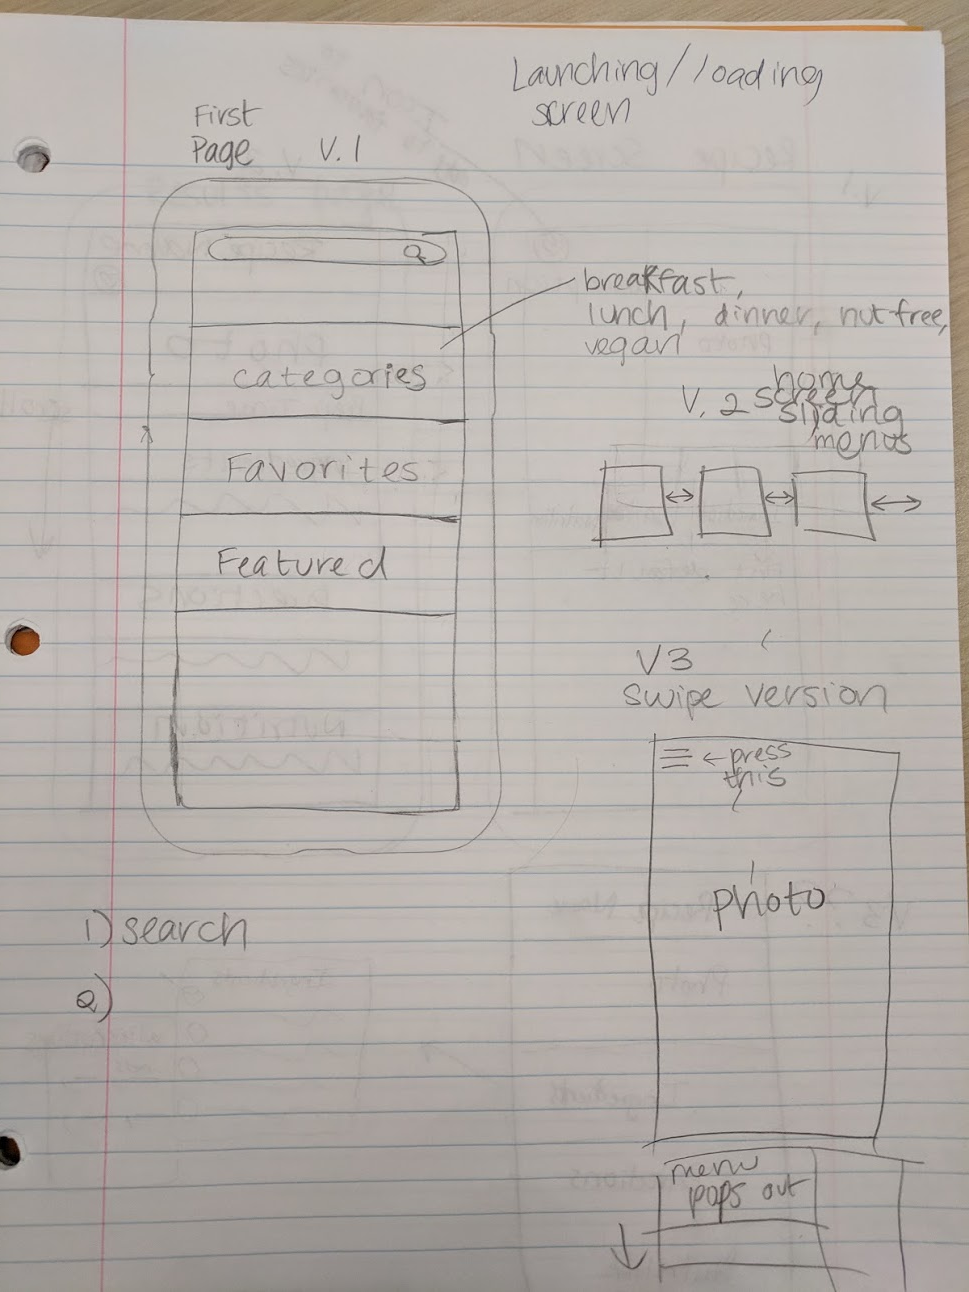 Launching/loading
screen
First
Page V.1
categories
Favorites
Featured
breakfast,
lunch, dinner, nut-free,
vegan
V. 2 home
screen
sliding
menus
V3
swipe version
←press
this
photo
menu
pops out
1) search
2)